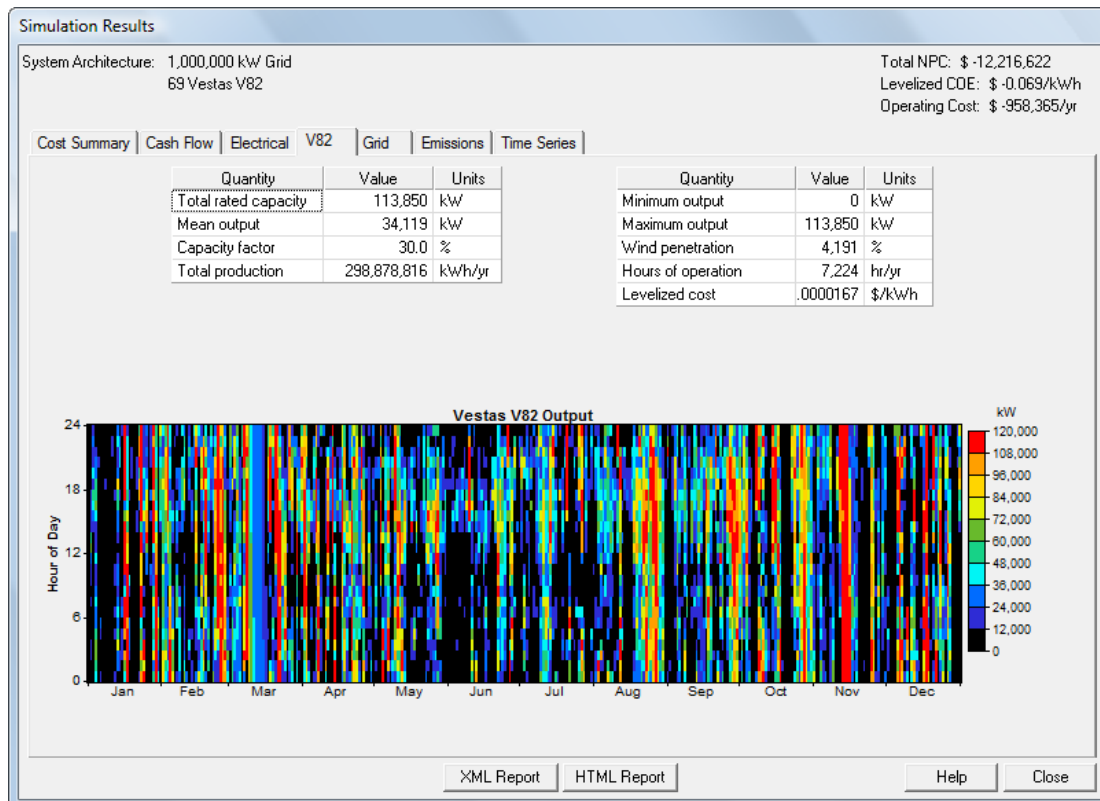 Simulation Results
System Architecture: 1,000,000 kW Grid
69 Vestas V82
Total NPC: $ -12,216,622
Levelized COE: $ -0.069/kWh
Operating Cost: $ -958,365/yr
Cost Summary Cash Flow Electrical V82 Grid Emissions Time Series
Quantity Value Units
Total rated capacity 113,850 kW
Mean output 34,119 kW
Capacity factor 30.0 %
Total production 298,878,816 kWh/yr
Quantity Value Units
Minimum output 0 kW
Maximum output 113,850 kW
Wind penetration 4,191 %
Hours of operation 7,224 hr/yr
Levelized cost .0000167 $/kWh
Vestas V82 Output
Hour of Day
24
18
12
6
0
Jan Feb Mar Apr May Jun Jul Aug Sep Oct Nov Dec
kW
120,000
108,000
96,000
84,000
72,000
60,000
48,000
36,000
24,000
12,000
0
XML Report HTML Report Help Close